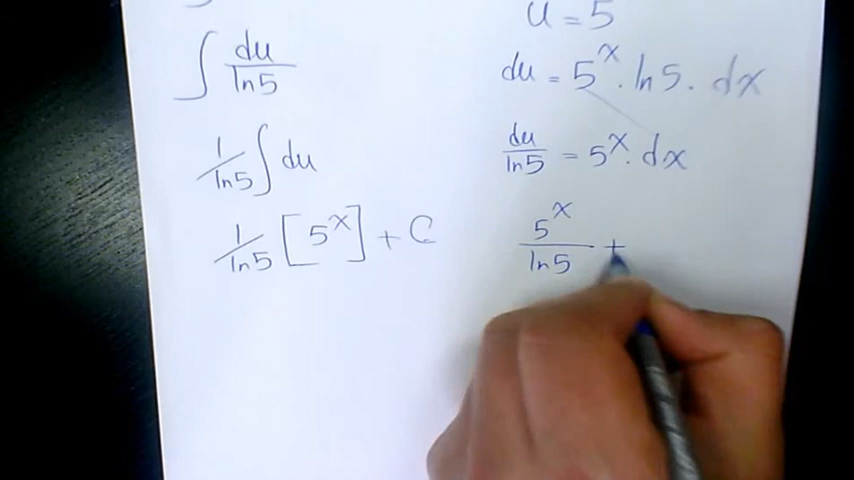 u = 5
∫ du/ln5
du = 5^x . ln5 . dx
1/ln5 ∫ du
du/ln5 = 5^x . dx
1/ln5 [5^x] + C
5^x/ln5 +